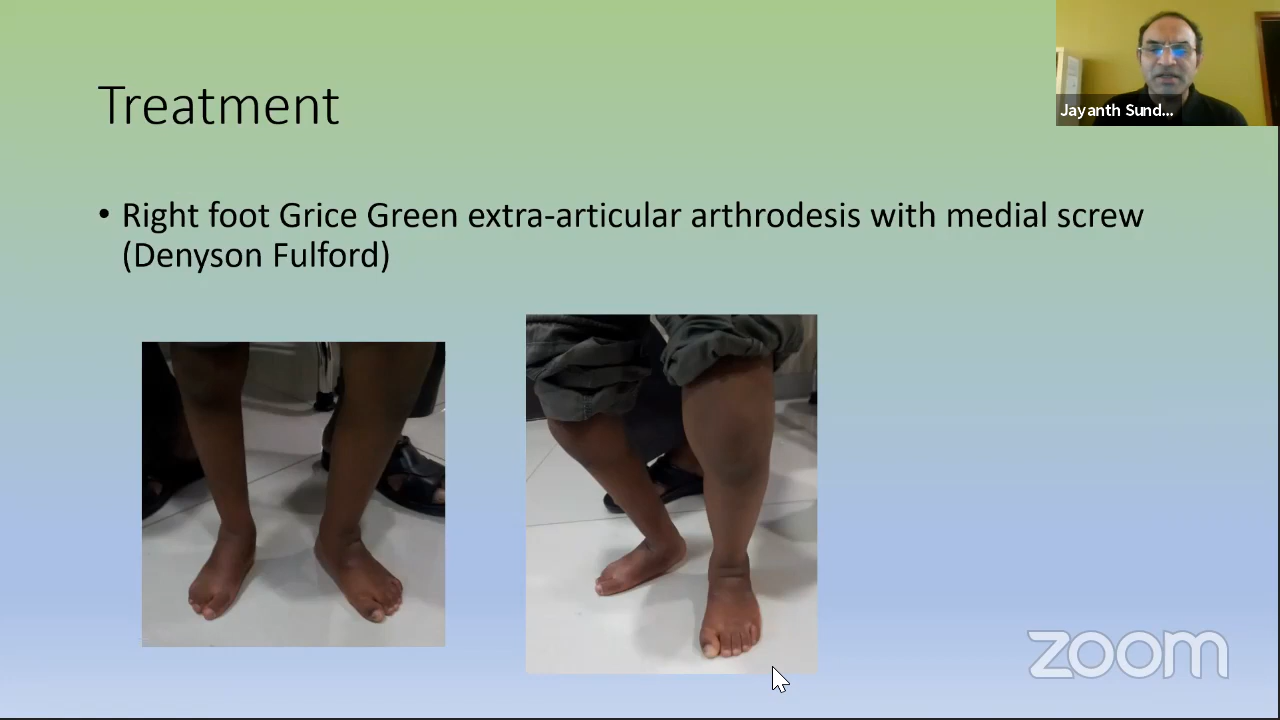 Jayanth Sund...
Treatment
• Right foot Grice Green extra-articular arthrodesis with medial screw
(Denyson Fulford)
zoom